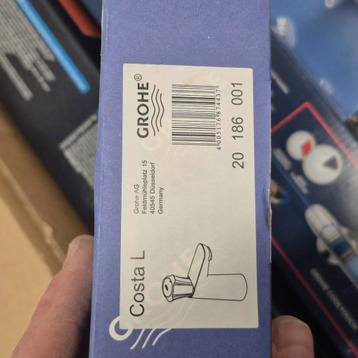 GROHE®
Grohe AG
Feldmühleplatz 15
40545 Düsseldorf
Germany
20 186 001
Costa L